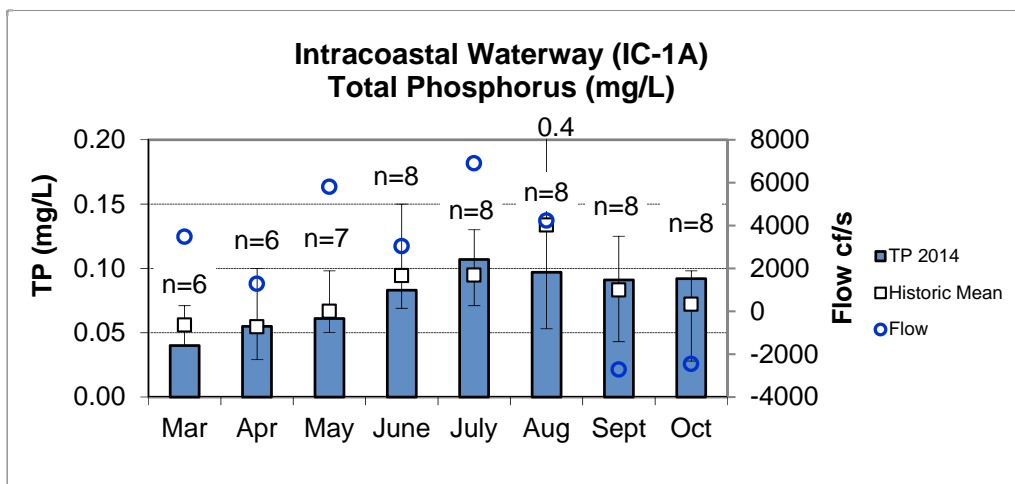 Intracoastal Waterway (IC-1A)
Total Phosphorus (mg/L)
0.4
0.20
0.15
0.10
0.05
0.00
TP (mg/L)
n=6
n=6
n=7
n=8
n=8
n=8
n=8
n=8
8000
6000
4000
2000
0
-2000
-4000
Flow cf/s
Mar Apr May June July Aug Sept Oct
TP 2014
Historic Mean
Flow